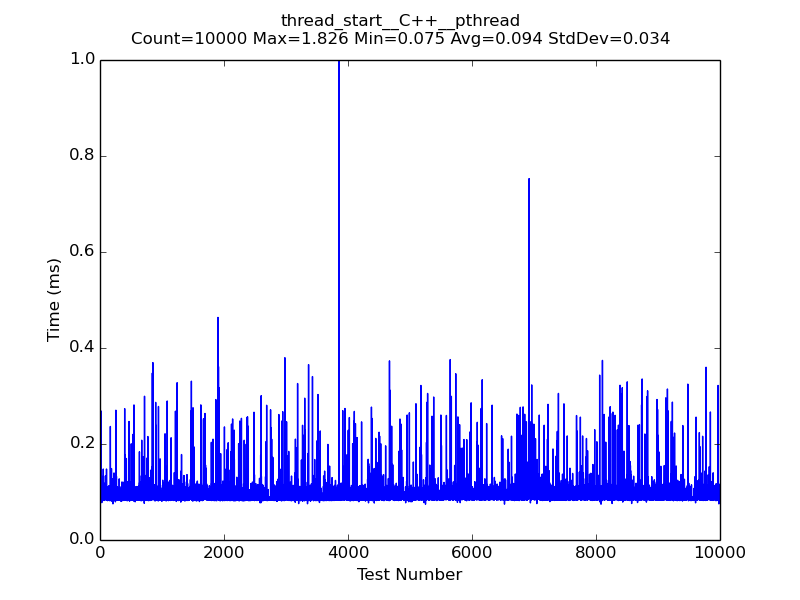 thread_start__C++__pthread
Count=10000 Max=1.826 Min=0.075 Avg=0.094 StdDev=0.034
1.0
0.8
0.6
0.4
0.2
0.0
Time (ms)
0 2000 4000 6000 8000 10000
Test Number